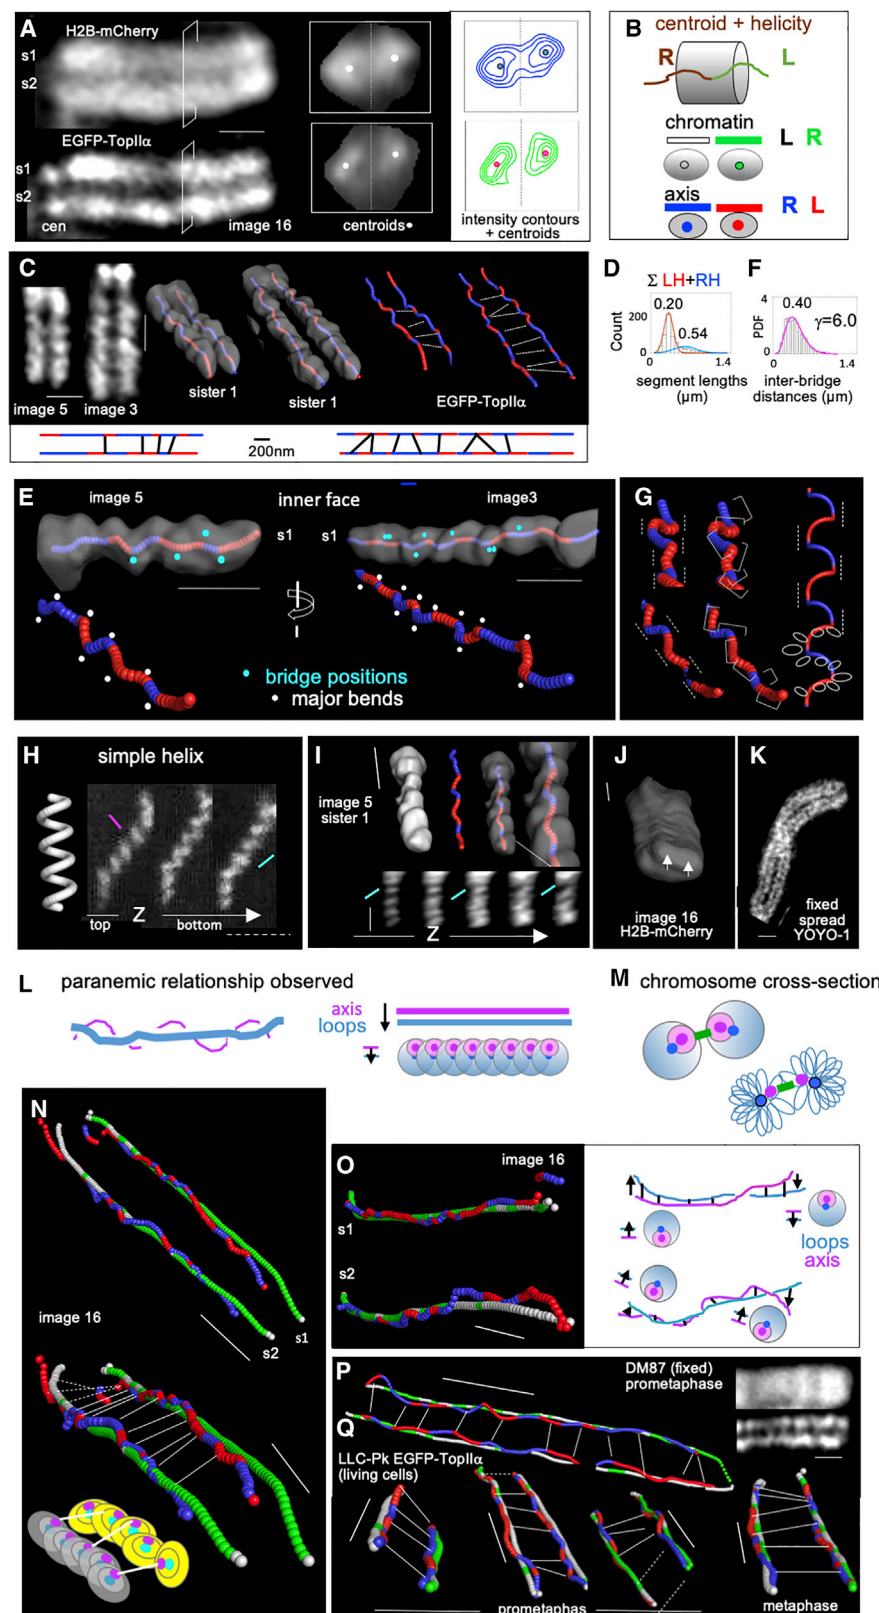 A
H2B-mCherry
s1
s2
EGFP-TopIIα
s1
s2
cen
image 16
centroids•
intensity contours
+ centroids
B
centroid + helicity
R
L
chromatin
L R
axis
R L
C
image 5
image 3
sister 1
sister 1
EGFP-TopIIα
200nm
D
Σ LH+RH
0.20
200
0.54
Count
0
0
1.4
segment lengths
(µm)
F
4
0.40
γ=6.0
PDF
0
0
1.4
inter-bridge
distances (µm)
E
image 5
inner face
image3
s1
s1
bridge positions
major bends
G
H
simple helix
top
Z
bottom
I
image 5
sister 1
Z
J
image 16
H2B-mCherry
K
fixed
spread
YOYO-1
L
paranemic relationship observed
axis
loops
M
chromosome cross-section
N
s1
s2
image 16
O
image 16
s1
s2
loops
axis
P
DM87 (fixed)
prometaphase
Q
LLC-Pk EGFP-TopIIα
(living cells)
prometaphas
metaphase